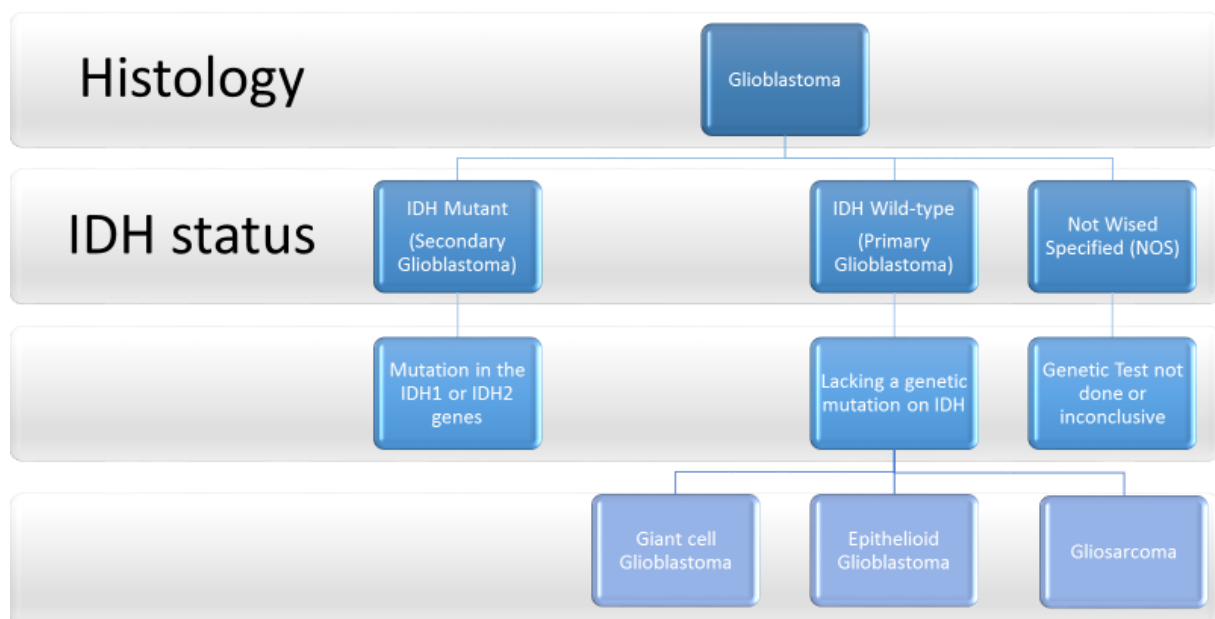 Histology
Glioblastoma
IDH status
IDH Mutant
(Secondary
Glioblastoma)
IDH Wild-type
(Primary
Glioblastoma)
Not Wised
Specified (NOS)
Mutation in the
IDH1 or IDH2
genes
Lacking a genetic
mutation on IDH
Genetic Test not
done or
inconclusive
Giant cell
Glioblastoma
Epithelioid
Glioblastoma
Gliosarcoma